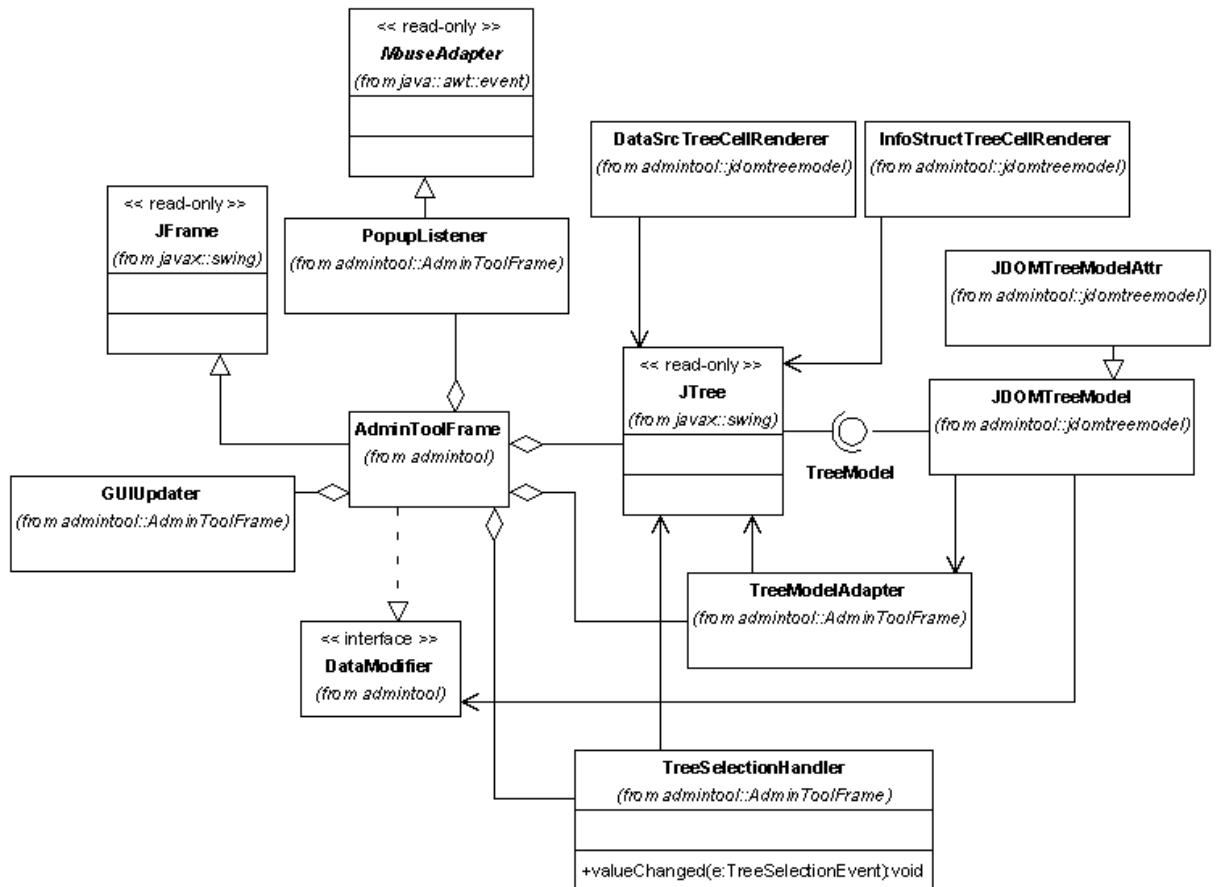 << read-only >>
MouseAdapter
(from java::awt::event)
DataSrcTreeCellRenderer
(from admintool::jdomtreemodel)
InfoStructTreeCellRenderer
(from admintool::jdomtreemodel)
<< read-only >>
JFrame
(from javax::swing)
PopupListener
(from admintool::AdminToolFrame)
JDOMTreeModelAttr
(from admintool::jdomtreemodel)
<< read-only >>
JTree
(from javax::swing)
TreeModel
JDOMTreeModel
(from admintool::jdomtreemodel)
AdminToolFrame
(from admintool)
GUIUpdater
(from admintool::AdminToolFrame)
TreeModelAdapter
(from admintool::AdminToolFrame)
<< interface >>
DataModifier
(from admintool)
TreeSelectionHandler
(from admintool::AdminToolFrame)
+valueChanged(e:TreeSelectionEvent):void